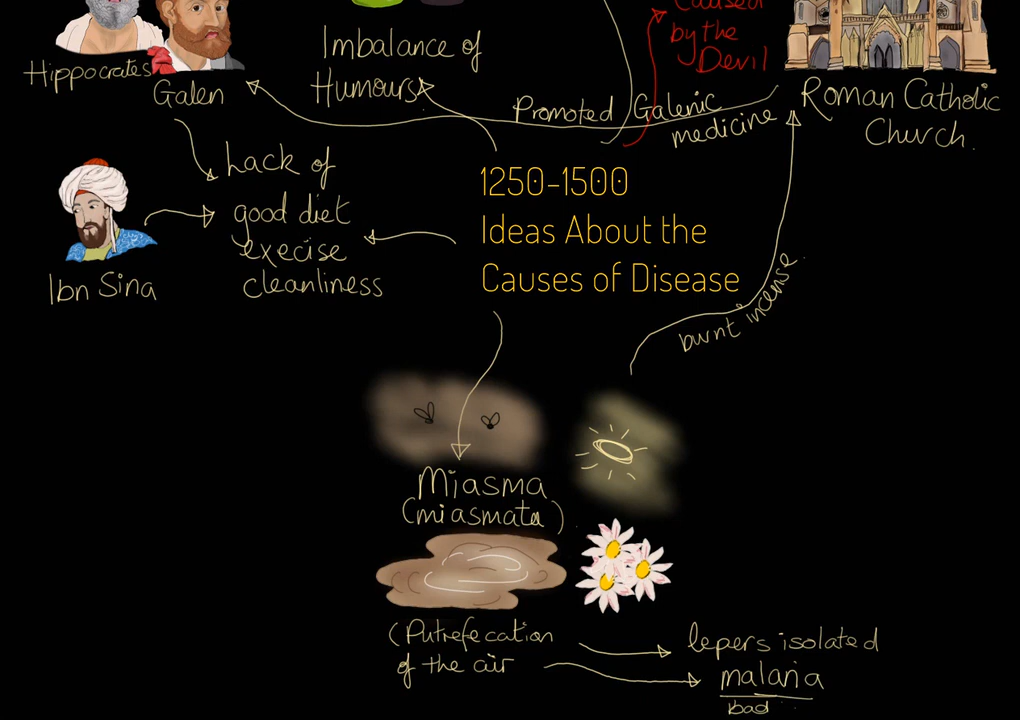 Caused
by the
Devil
Hippocrates
Galen
Imbalance of
Humours
Promoted Galenic
medicine
Roman Catholic
Church.
Lack of
good diet
execise
cleanliness
Ibn Sina
1250-1500
Ideas About the
Causes of Disease
burnt incense.
Miasma
(miasmata)
(Putrefecation
of the air
lepers isolated
malaria
bad